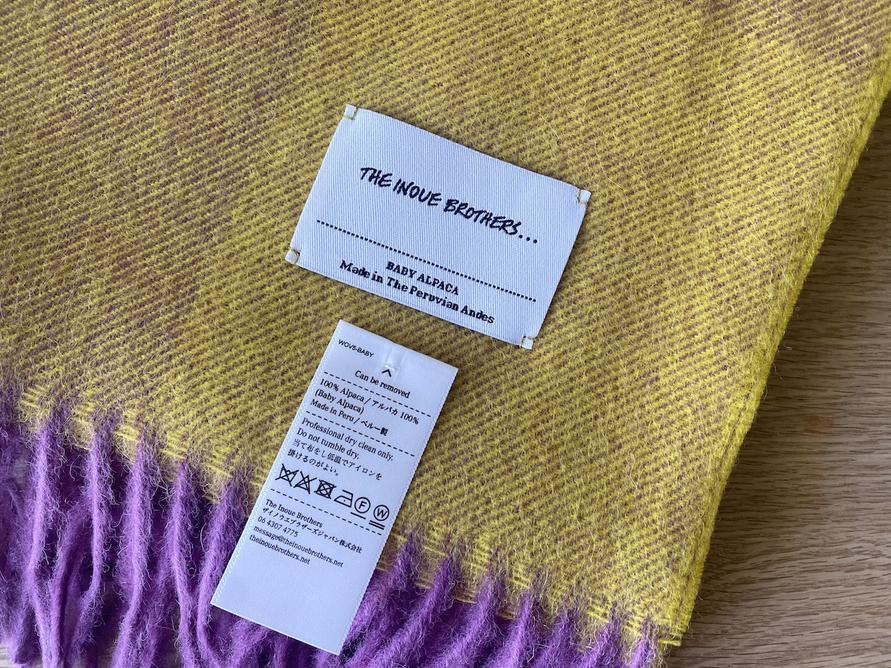 THE INOUE BROTHERS...
BABY ALPACA
Made in The Peruvian Andes
WOVS-BABY
Can be removed
100% Alpaca / アルパカ 100%
(Baby Alpaca)
Made in Peru / ペルー製
Professional dry clean only.
Do not tumble dry.
当て布をし低温でアイロンを
掛けるのがよい。
F W
The Inoue Brothers
ザイノウエブラザーズジャパン株式会社
06 4307 4775
message@theinouebrothers.net
theinouebrothers.net